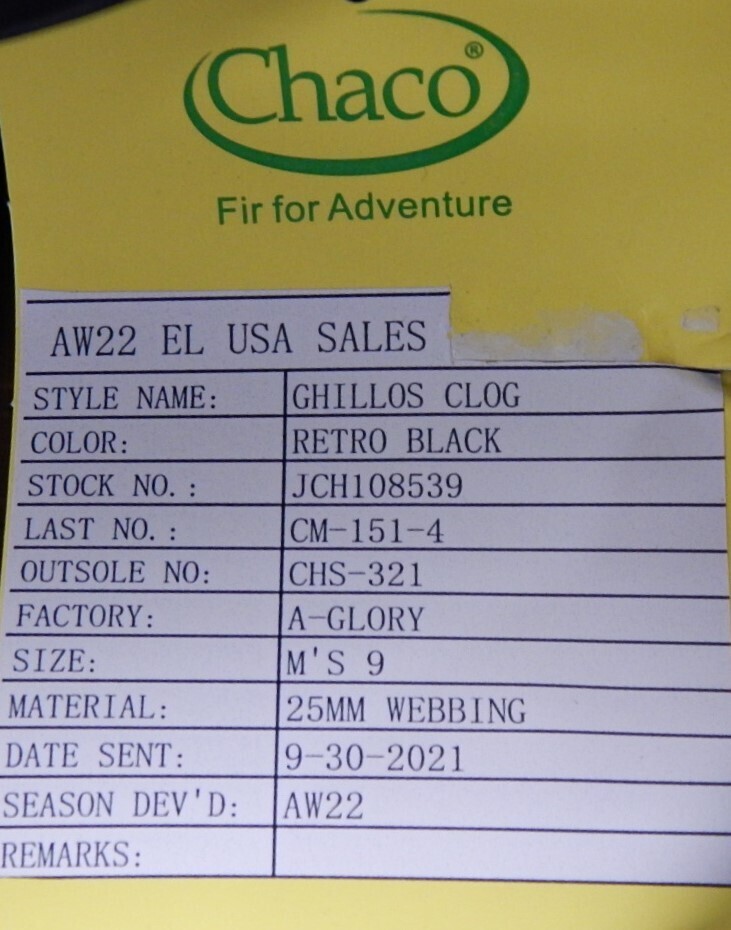 Chaco®
Fir for Adventure
AW22 EL USA SALES
STYLE NAME: GHILLOS CLOG
COLOR: RETRO BLACK
STOCK NO.: JCH108539
LAST NO.: CM-151-4
OUTSOLE NO: CHS-321
FACTORY: A-GLORY
SIZE: M'S 9
MATERIAL: 25MM WEBBING
DATE SENT: 9-30-2021
SEASON DEV'D: AW22
REMARKS: